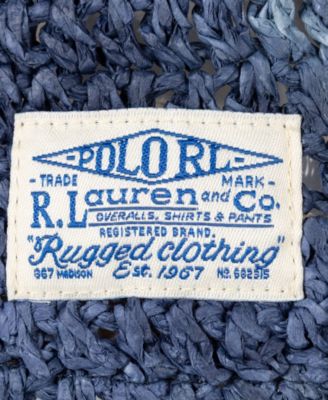 POLO RL
- TRADE MARK -
R. Lauren and Co.
OVERALLS, SHIRTS & PANTS
REGISTERED BRAND.
"Rugged clothing"
867 MADISON Est. 1967 No. 682515